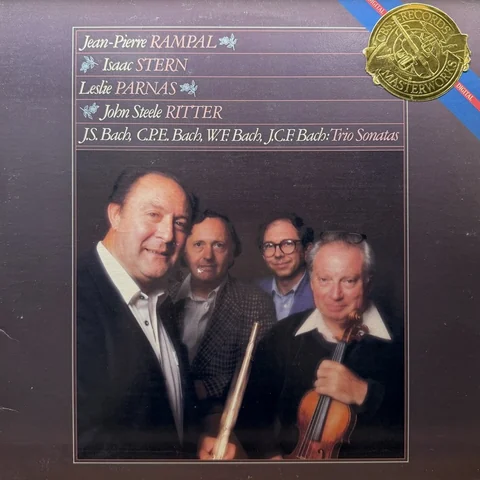 Jean-Pierre RAMPAL
Isaac STERN
Leslie PARNAS
John Steele RITTER
J.S. Bach, C.P.E. Bach, W.F. Bach, J.C.F. Bach: Trio Sonatas
CBS RECORDS
MASTERWORKS
DIGITAL
DIGITAL